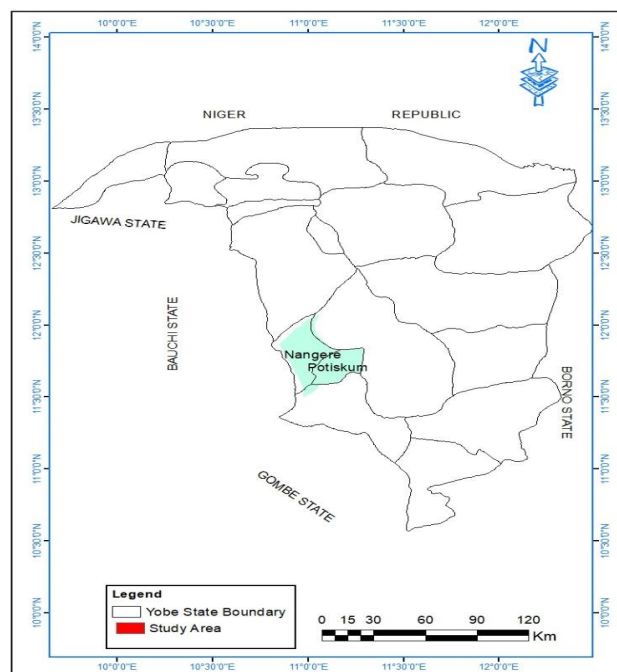 10°0'0"E 10°30'0"E 11°0'0"E 11°30'0"E 12°0'0"E
14°0'0"N
14°0'0"N
N
13°30'0"N
NIGER REPUBLIC
13°30'0"N
13°0'0"N
13°0'0"N
JIGAWA STATE
12°30'0"N
12°30'0"N
12°0'0"N
BAUCHI STATE
12°0'0"N
Nangere
Potiskum
BORNO STATE
11°30'0"N
11°30'0"N
11°0'0"N
GOMBE STATE
11°0'0"N
10°30'0"N
10°30'0"N
10°0'0"N
10°0'0"N
Legend
Yobe State Boundary
Study Area
0 15 30 60 90 120
Km
10°0'0"E 10°30'0"E 11°0'0"E 11°30'0"E 12°0'0"E